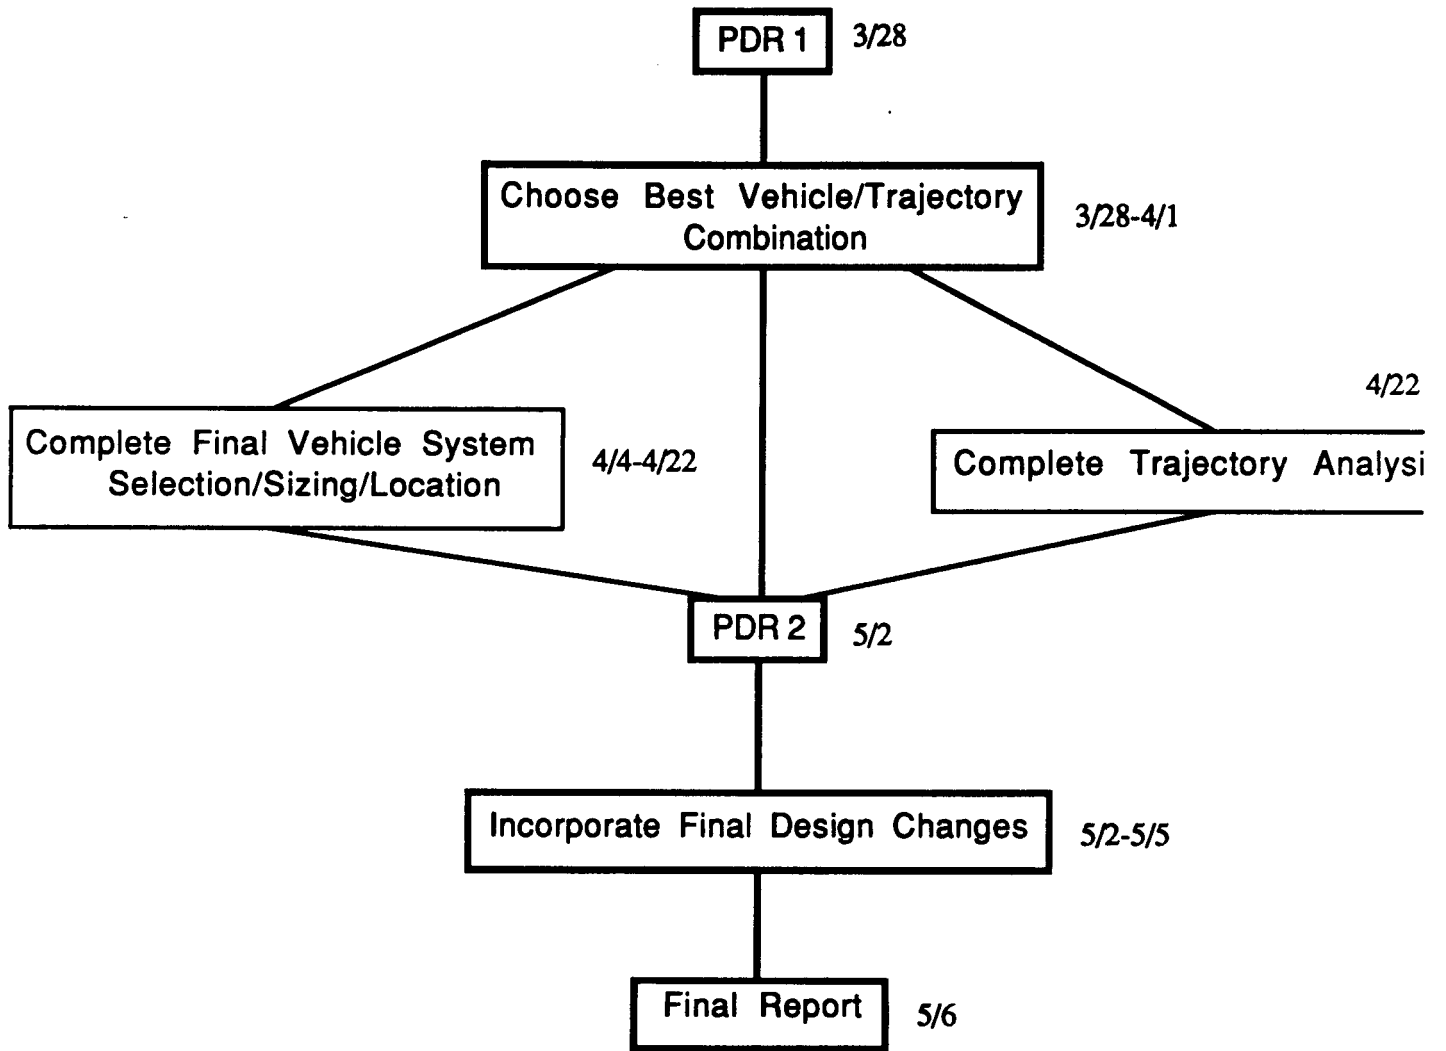 PDR 1
3/28
Choose Best Vehicle/Trajectory
Combination
3/28-4/1
Complete Final Vehicle System
Selection/Sizing/Location
4/4-4/22
4/22
Complete Trajectory Analysi
PDR 2
5/2
Incorporate Final Design Changes
5/2-5/5
Final Report
5/6